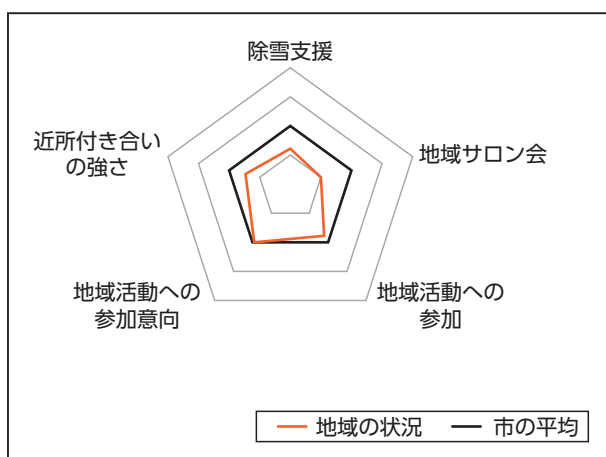 除雪支援
近所付き合い
の強さ
地域サロン会
地域活動への
参加意向
地域活動への
参加
地域の状況
市の平均